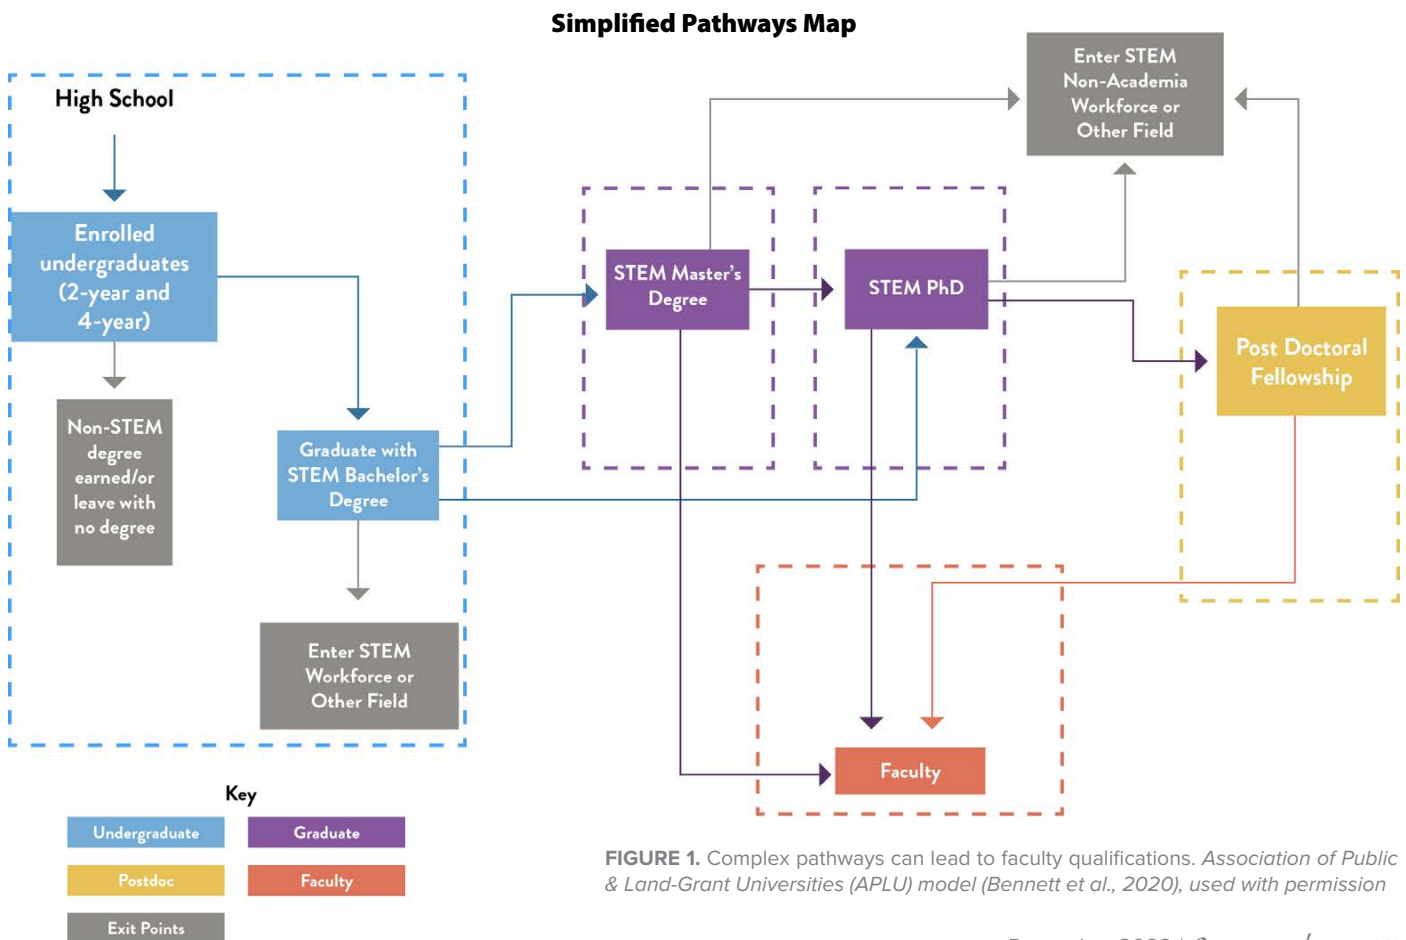 Simplified Pathways Map
High School
Enrolled
undergraduates
(2-year and
4-year)
Non-STEM
degree
earned/or
leave with
no degree
Graduate with
STEM Bachelor's
Degree
Enter STEM
Workforce or
Other Field
STEM Master's
Degree
STEM PhD
Enter STEM
Non-Academia
Workforce or
Other Field
Post Doctoral
Fellowship
Faculty
Key
Undergraduate
Graduate
Postdoc
Faculty
Exit Points
FIGURE 1. Complex pathways can lead to faculty qualifications. Association of Public
& Land-Grant Universities (APLU) model (Bennett et al., 2020), used with permission